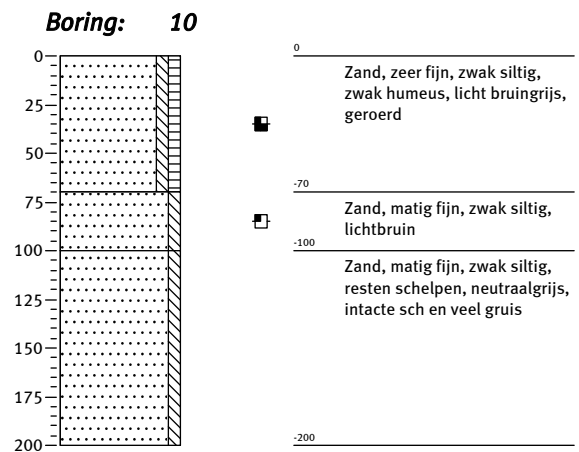 Boring: 10
0
25
50
75
100
125
150
175
200
0
Zand, zeer fijn, zwak siltig,
zwak humeus, licht bruingrijs,
geroerd
-70
Zand, matig fijn, zwak siltig,
lichtbruin
-100
Zand, matig fijn, zwak siltig,
resten schelpen, neutraalgrijs,
intacte sch en veel gruis
-200